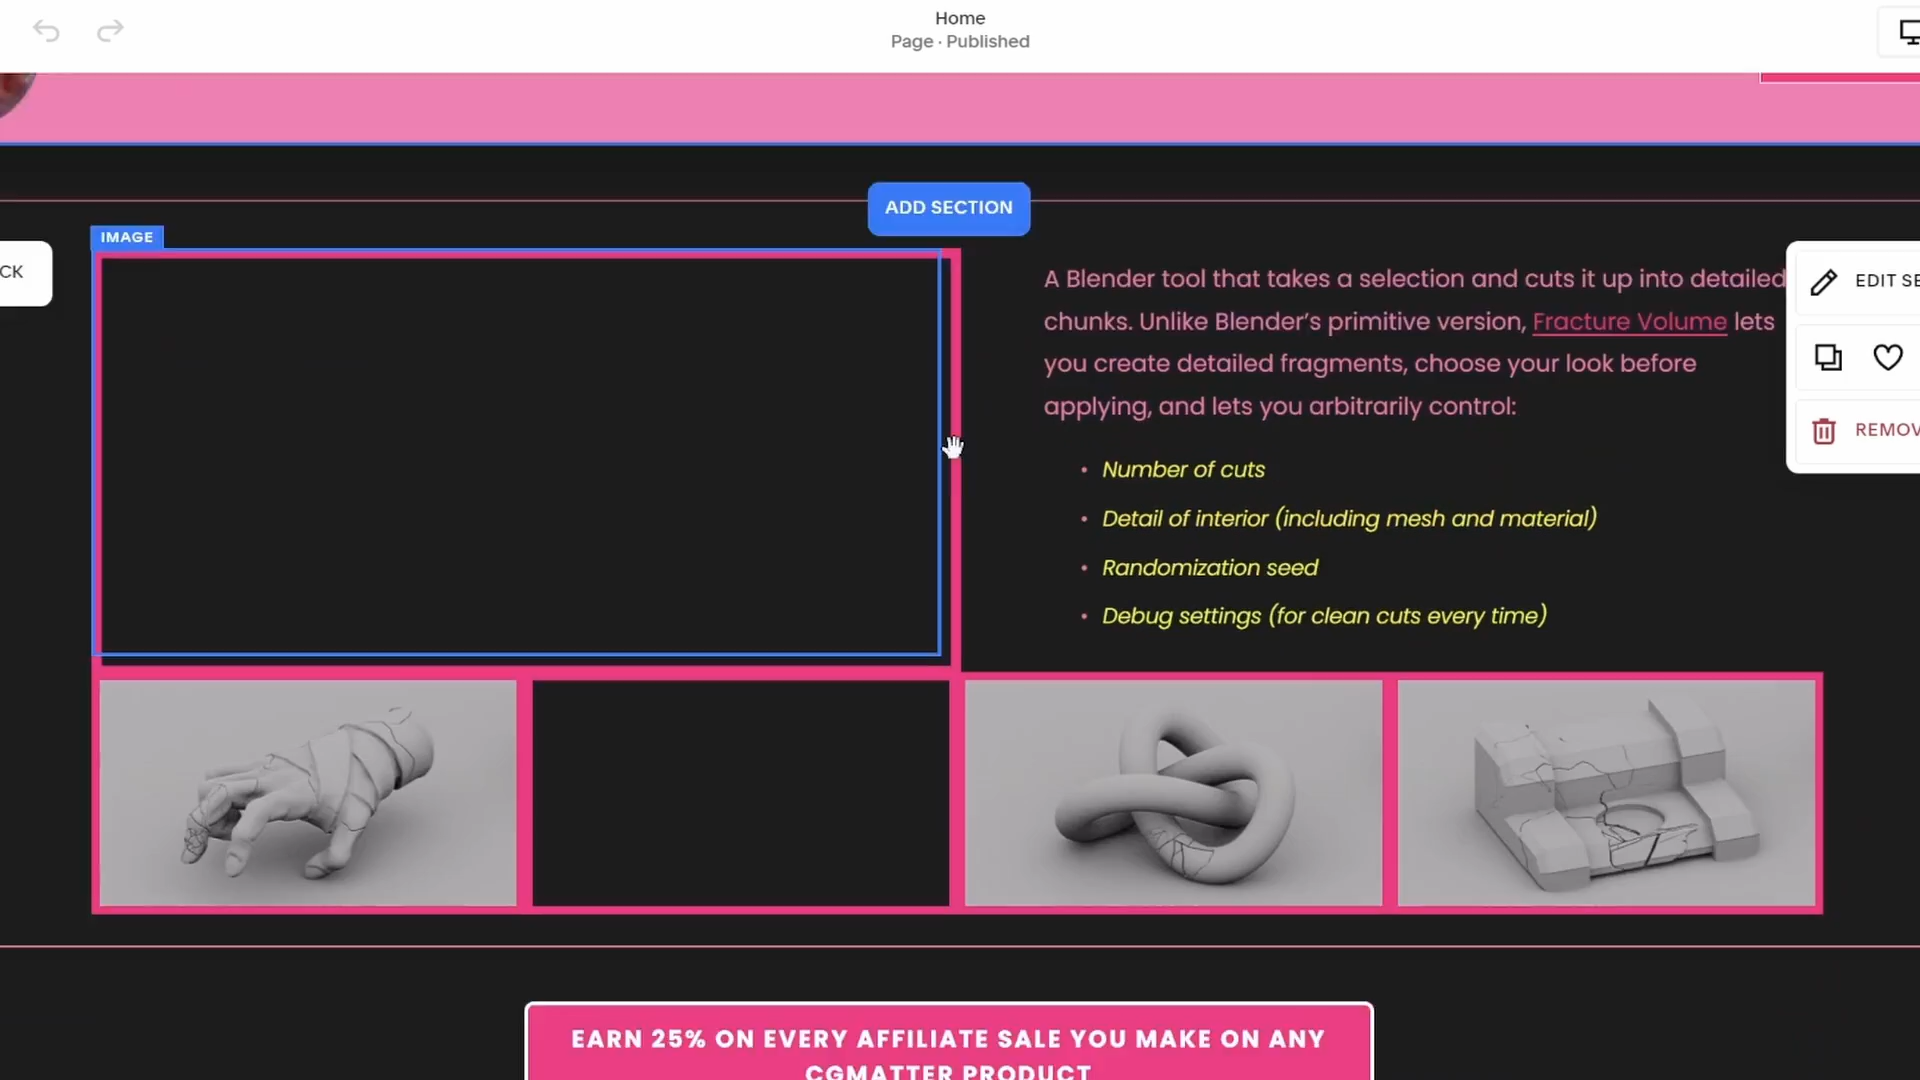 Home
Page · Published
ADD SECTION
IMAGE
CK
A Blender tool that takes a selection and cuts it up into detailed
chunks. Unlike Blender’s primitive version, Fracture Volume lets
you create detailed fragments, choose your look before
applying, and lets you arbitrarily control:
• Number of cuts
• Detail of interior (including mesh and material)
• Randomization seed
• Debug settings (for clean cuts every time)
EDIT SE
REMOV
EARN 25% ON EVERY AFFILIATE SALE YOU MAKE ON ANY
CGMATTER PRODUCT